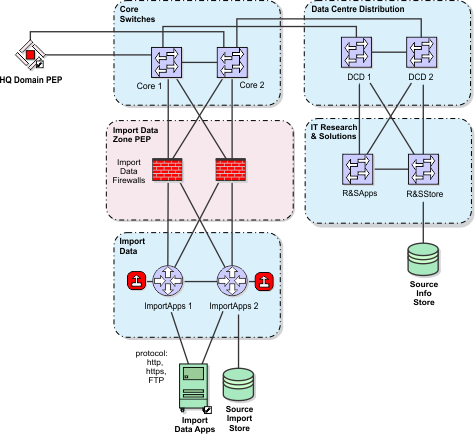 Core
Switches
Data Centre Distribution
HQ Domain PEP
Core 1
Core 2
DCD 1
DCD 2
Import Data
Zone PEP
Import
Data
Firewalls
IT Research
& Solutions
R&SApps
R&SStore
Import
Data
ImportApps 1
ImportApps 2
Source
Info
Store
protocol:
http,
https,
FTP
Import
Data Apps
Source
Import
Store